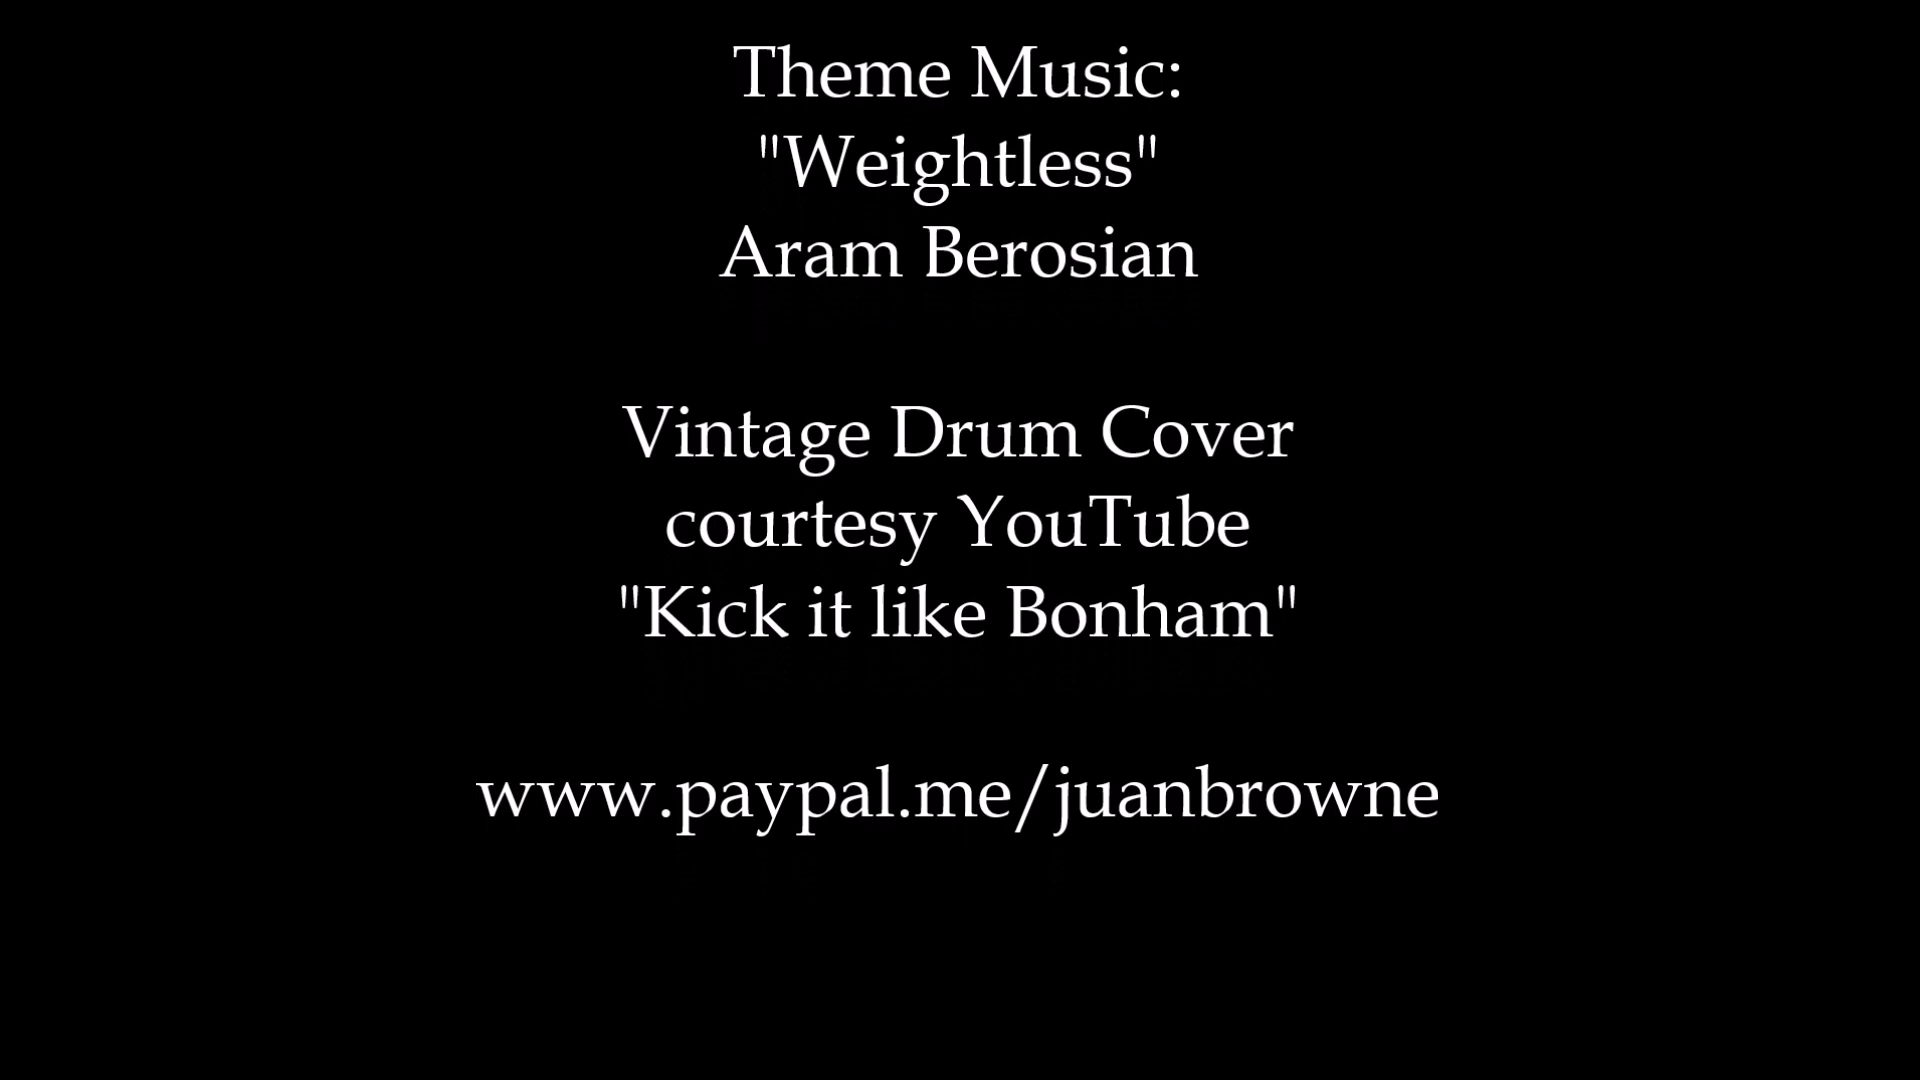 Theme Music:
"Weightless"
Aram Berosian
Vintage Drum Cover
courtesy YouTube
"Kick it like Bonham"
www.paypal.me/juanbrowne